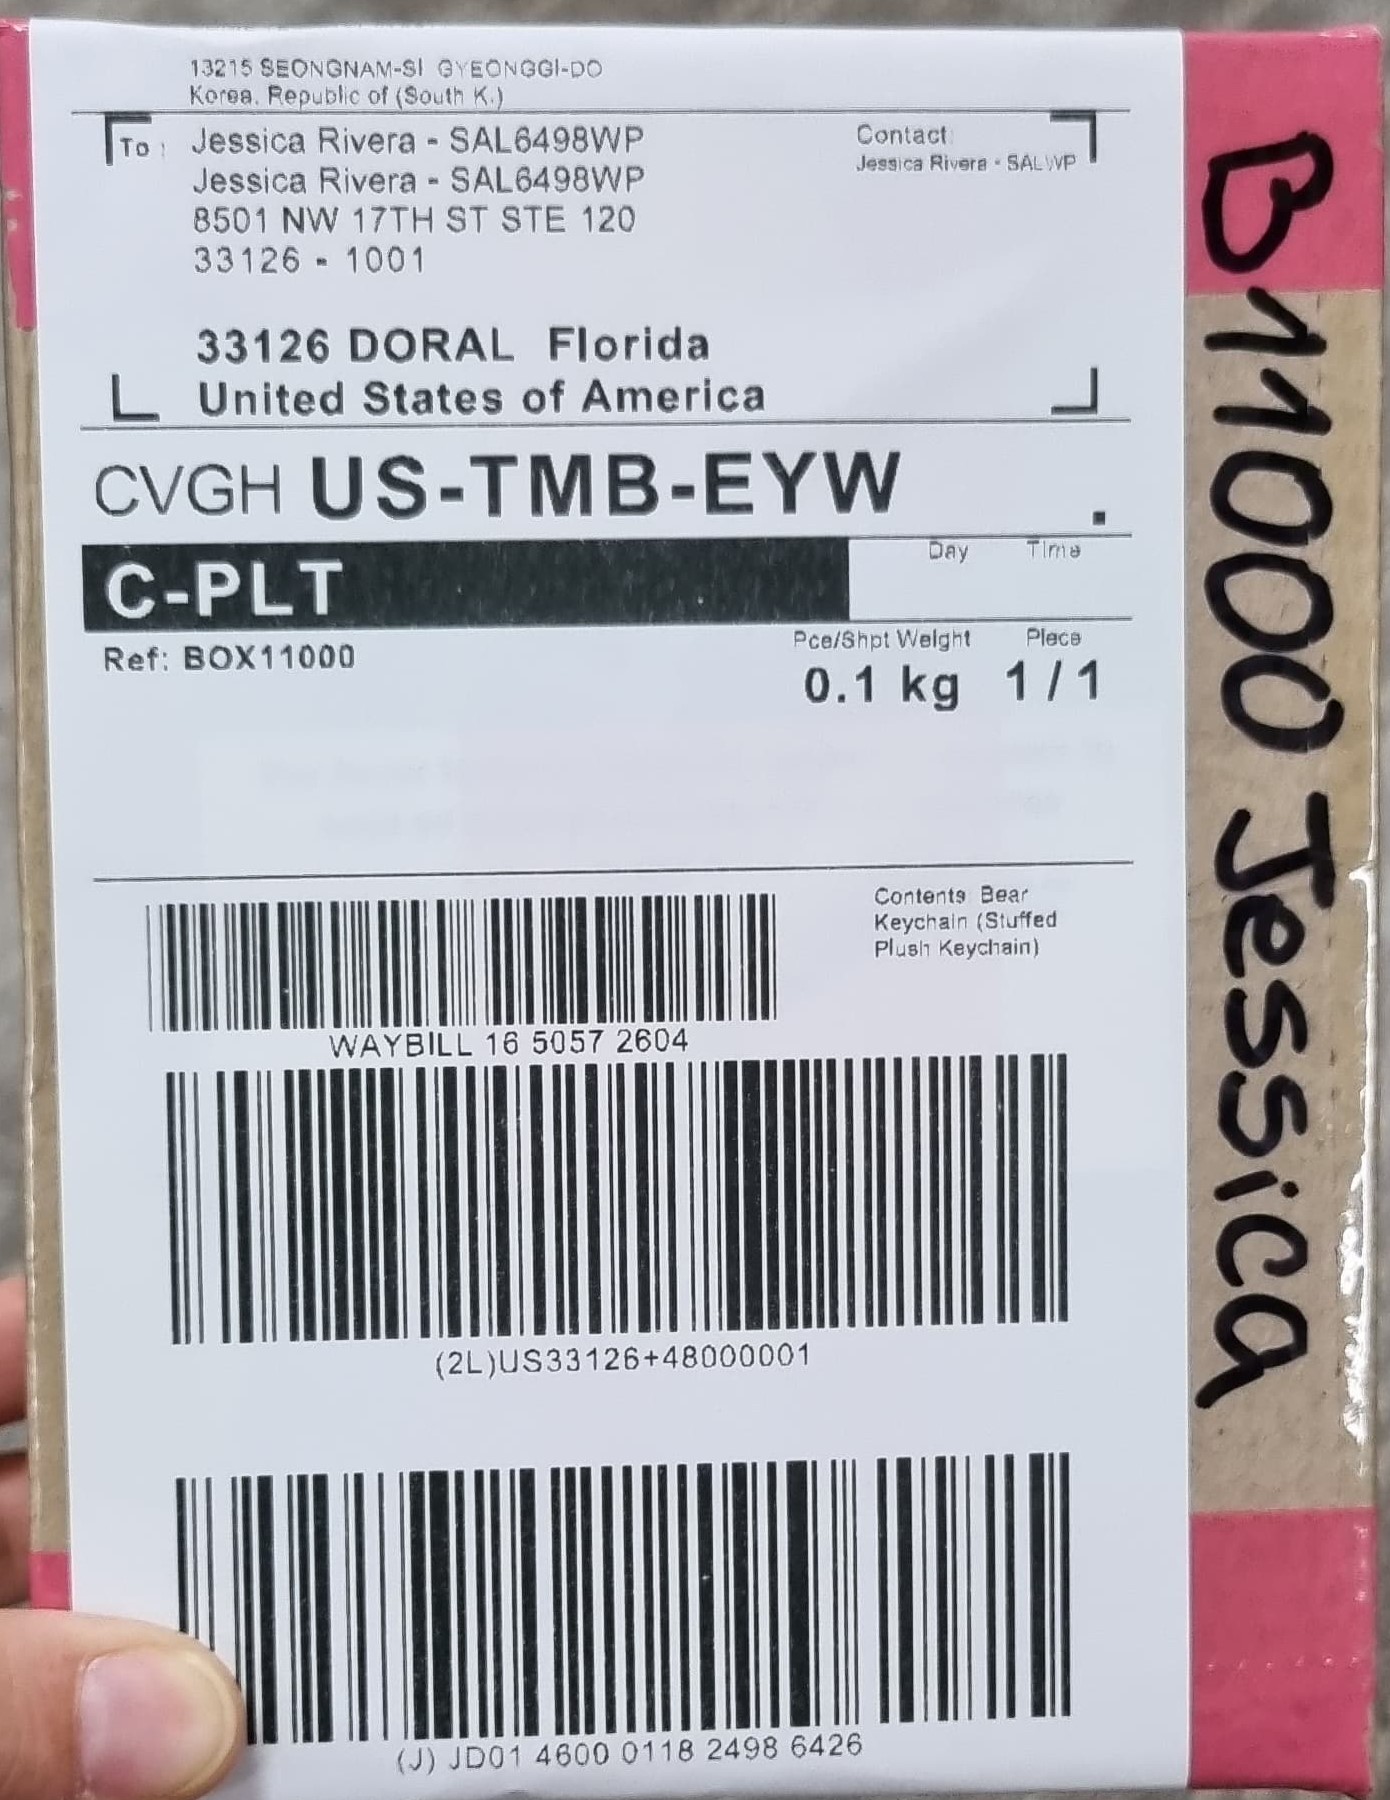 13215 SEONGNAM-SI GYEONGGI-DO
Korea, Republic of (South K.)
To :
Jessica Rivera - SAL6498WP
Jessica Rivera - SAL6498WP
8501 NW 17TH ST STE 120
33126 - 1001
33126 DORAL Florida
United States of America
Contact:
Jessica Rivera - SAL WP
CVGH US-TMB-EYW .
C-PLT
Day Time
Ref: BOX11000
Pce/Shpt Weight Piece
0.1 kg 1 / 1
Contents: Bear
Keychain (Stuffed
Plush Keychain)
WAYBILL 16 5057 2604
(2L)US33126+48000001
(J) JD01 4600 0118 2498 6426
B11000 Jessica